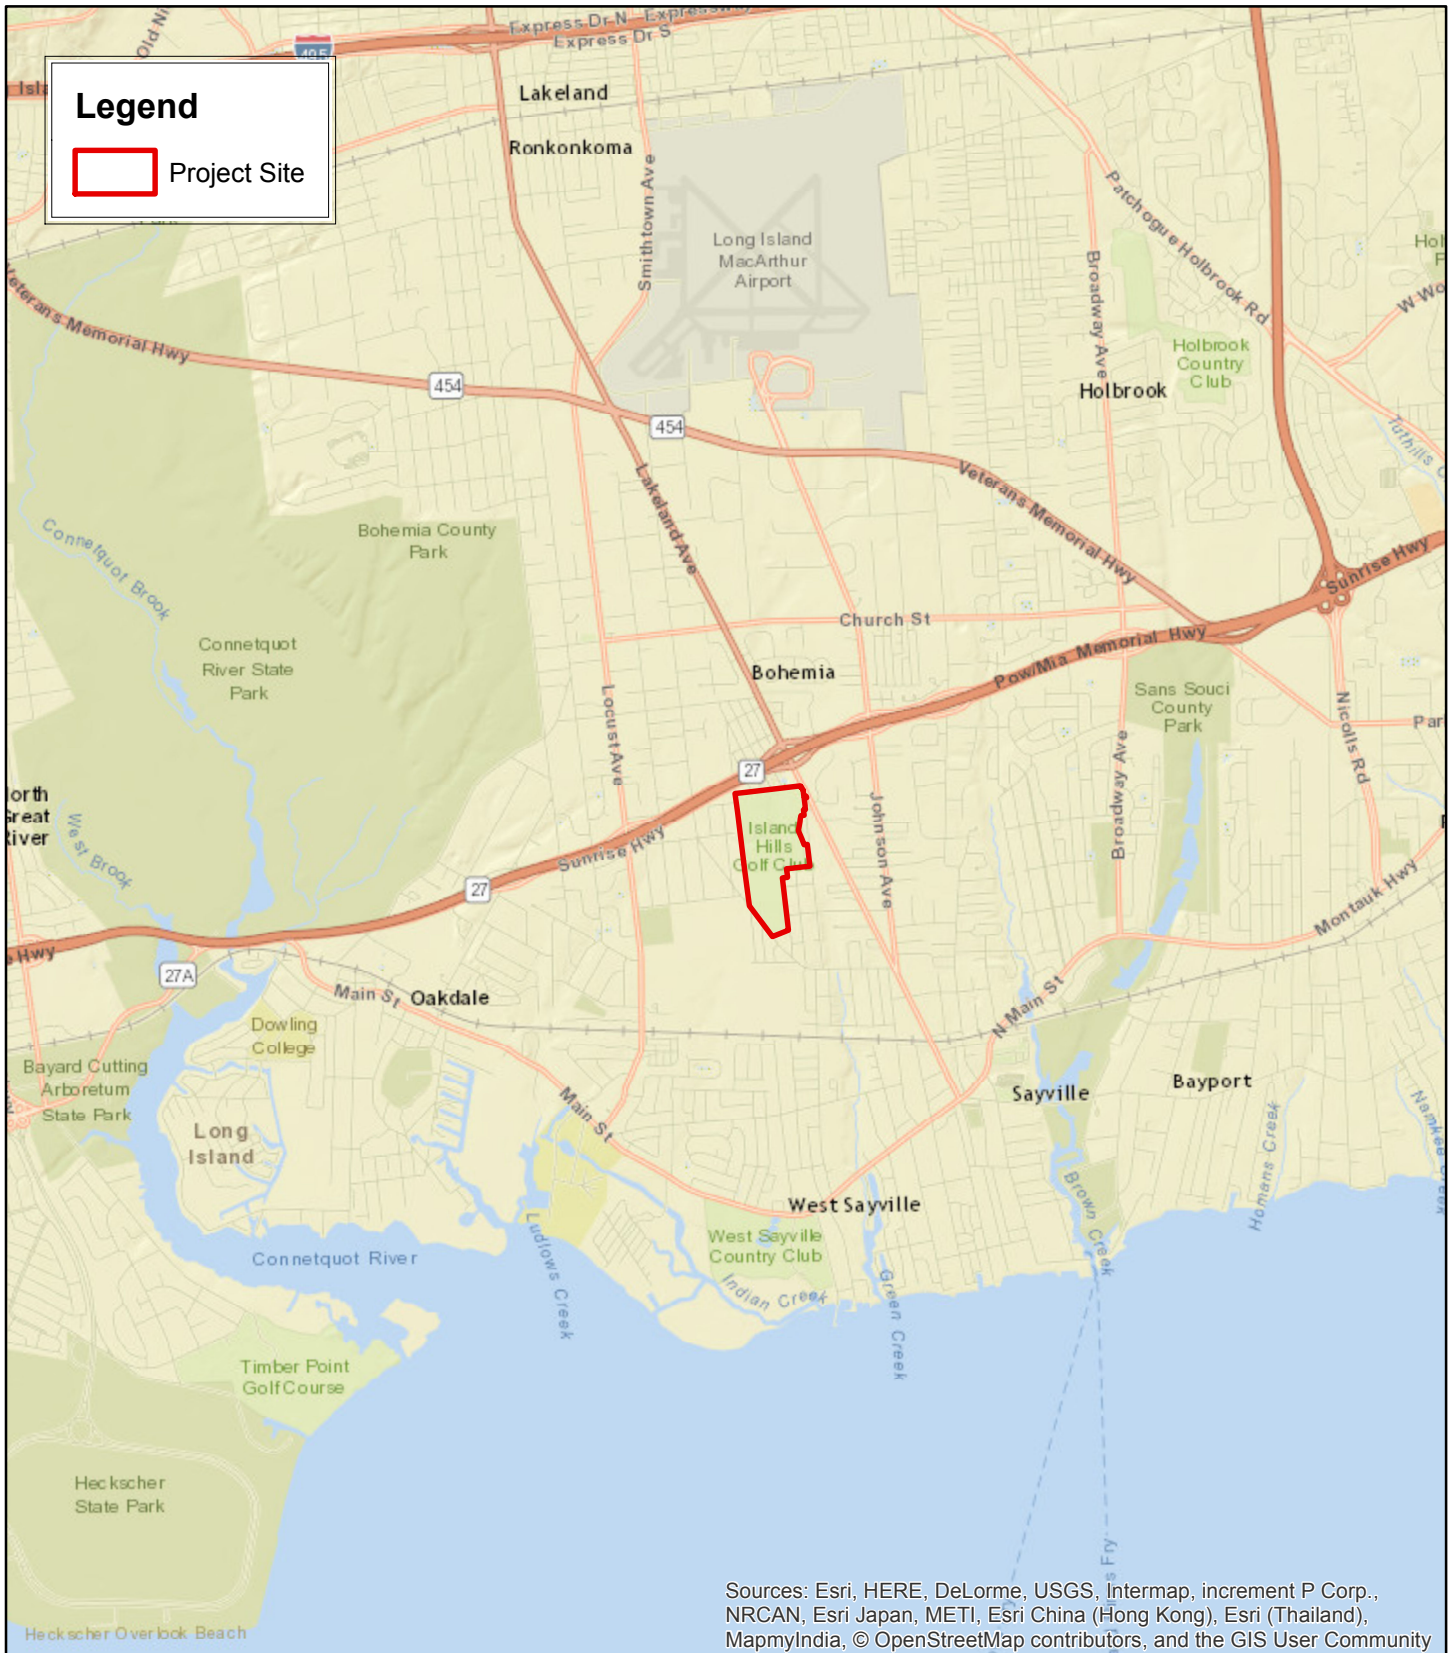 Express Dr N
Expressway
Express Dr S
495
Legend
Project Site
Lakeland
Ronkonkoma
Smithtown Ave
Long Island
MacArthur
Airport
Patchogue Holbrook Rd
Broadway Ave
Holbrook
Country
Club
Holbrook
Veterans Memorial Hwy
454
454
Lakeland Ave
Veterans Memorial Hwy
Sunrise Hwy
Bohemia County
Park
Connetquot Brook
Connetquot
River State
Park
Church St
Bohemia
Pow/Mia Memorial Hwy
Locust Ave
Sans Souci
County
Park
Nicolls Rd
27
Broadway Ave
Johnson Ave
Island
Hills
Golf Club
Sunrise Hwy
West Brook
27
Montauk Hwy
27A
Main St
Oakdale
N Main St
Dowling
College
Bayard Cutting
Arboretum
State Park
Main St
Sayville
Bayport
Long
Island
Homans Creek
West Sayville
Brown Creek
West Sayville
Country Club
Connetquot River
Ludlows Creek
Indian Creek
Green Creek
Timber Point
Golf Course
Heckscher
State Park
Heckscher Overlook Beach
Sources: Esri, HERE, DeLorme, USGS, Intermap, increment P Corp.,
NRCAN, Esri Japan, METI, Esri China (Hong Kong), Esri (Thailand),
MapmyIndia, © OpenStreetMap contributors, and the GIS User Community